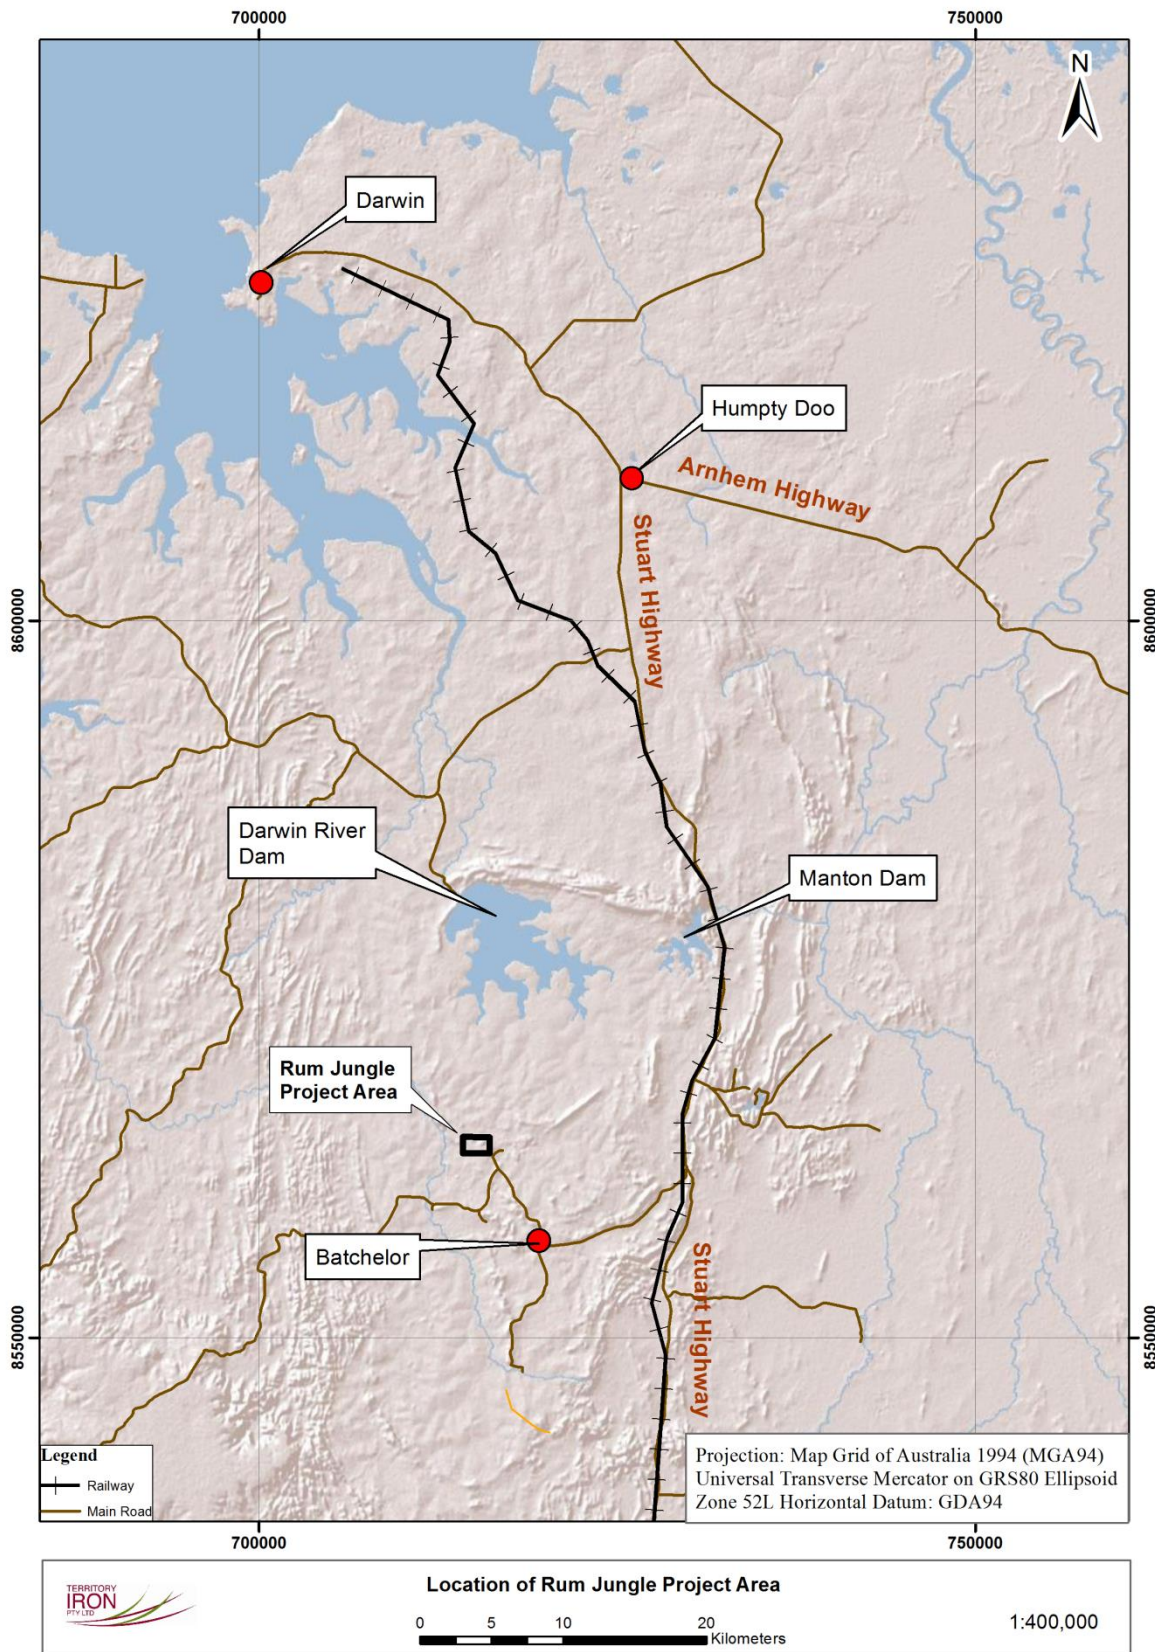 700000
750000
N
Darwin
Humpty Doo
Arnhem Highway
Stuart Highway
8600000
8600000
Darwin River
Dam
Manton Dam
Rum Jungle
Project Area
Batchelor
Stuart Highway
8550000
8550000
Legend
Railway
Main Road
Projection: Map Grid of Australia 1994 (MGA94)
Universal Transverse Mercator on GRS80 Ellipsoid
Zone 52L Horizontal Datum: GDA94
700000
750000
TERRITORY
IRON
PTY LTD
Location of Rum Jungle Project Area
0 5 10 20
Kilometers
1:400,000